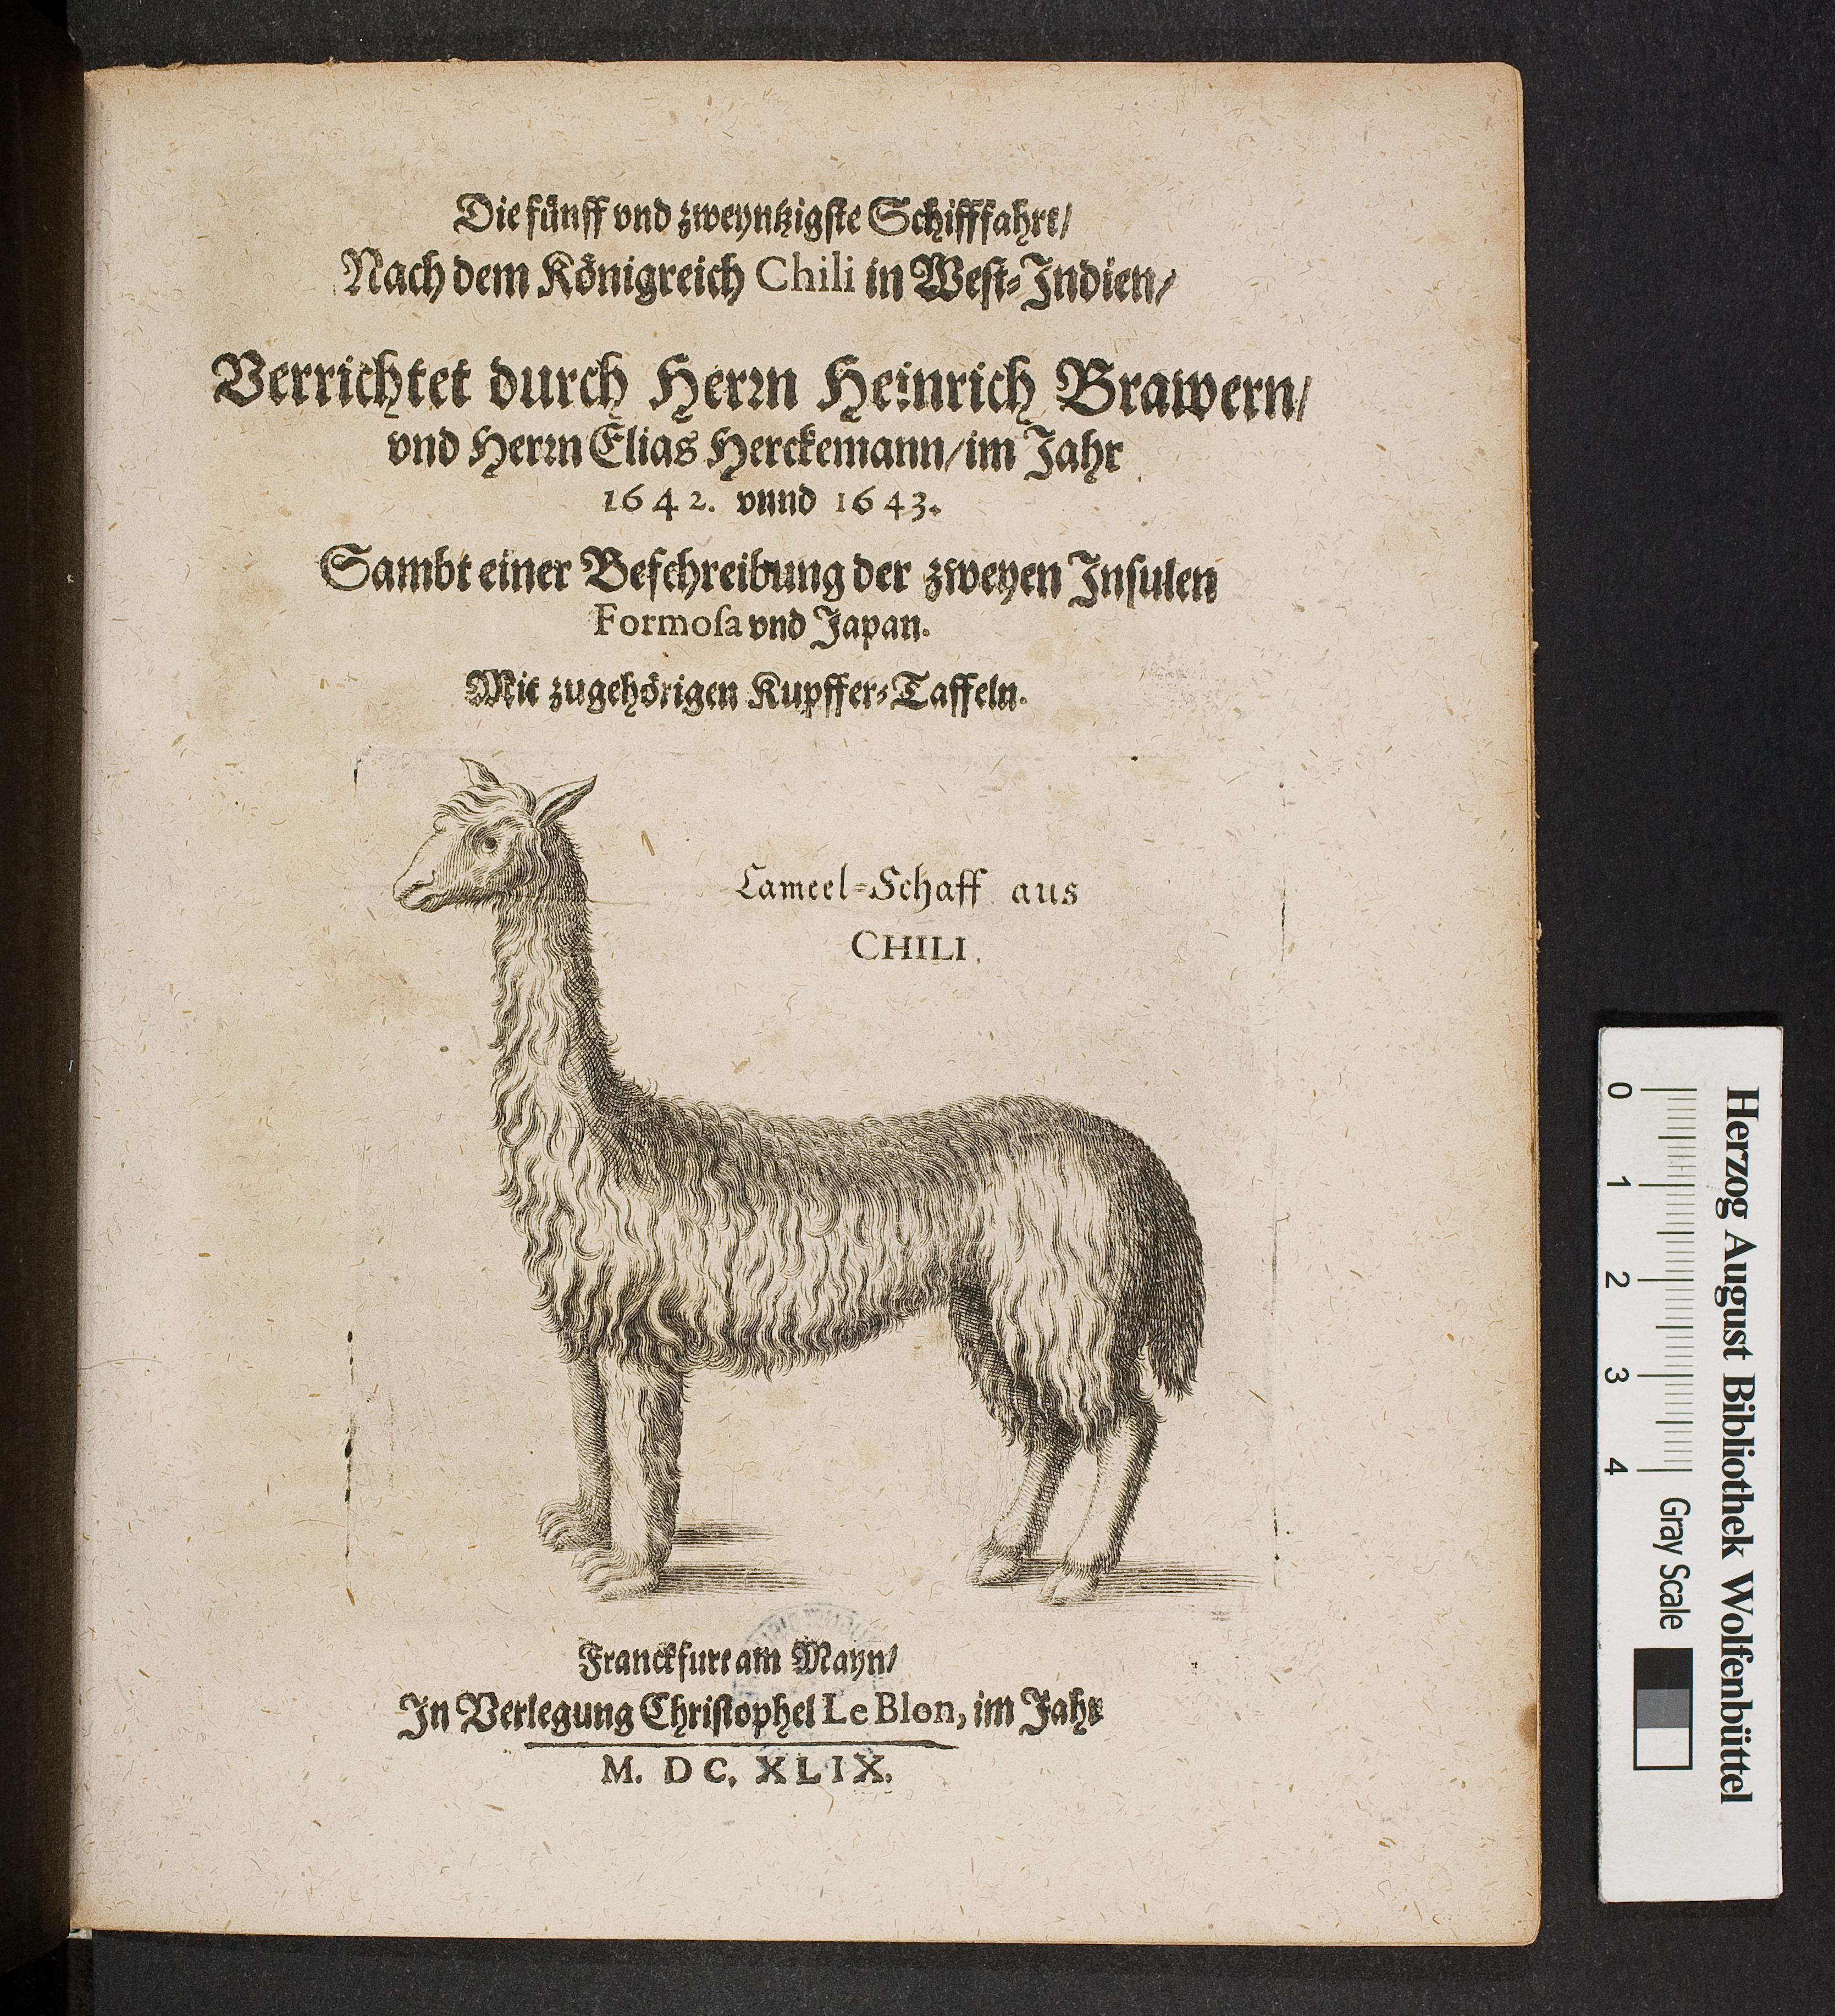 Die fünff vnd zweyntzigste Schifffahrt/
Nach dem Königreich Chili in West-Indien/
Verrichtet durch Herrn Heinrich Brawern/
vnd Herrn Elias Herckemann/im Jahr
1642. vnnd 1643.
Sambt einer Beschreibung der zweyen Insulen
Formosa vnd Japan.
Mit zugehörigen Kupffer-Taffeln.
Cameel-Schaff aus
CHILI.
Franckfurt am Mayn/
In Verlegung Christophel Le Blon, im Jahr
M. DC. XLIX.
Herzog August Bibliothek Wolfenbüttel
0 1 2 3 4 Gray Scale